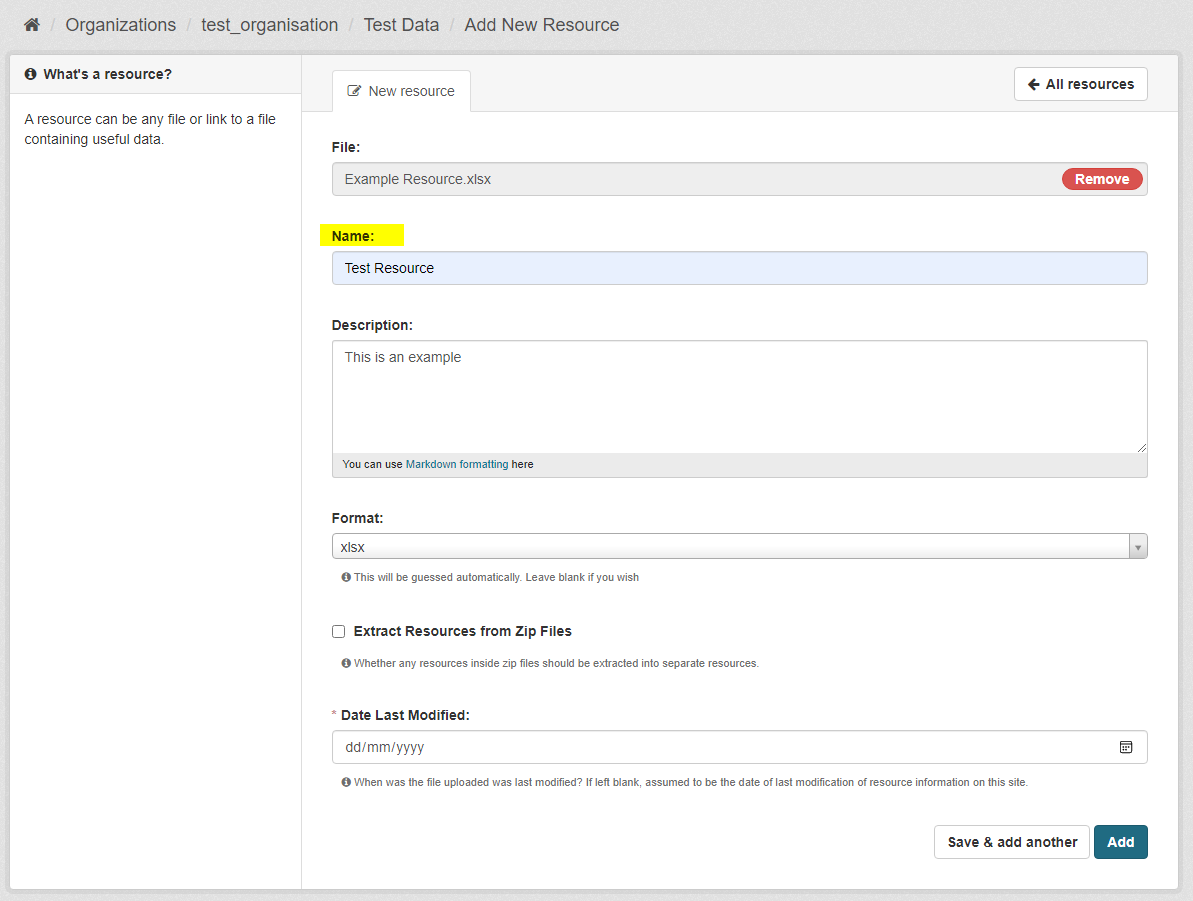 Organizations / test_organisation / Test Data / Add New Resource
What's a resource?
A resource can be any file or link to a file
containing useful data.
New resource
All resources
File:
Example Resource.xlsx
Remove
Name:
Test Resource
Description:
This is an example
You can use Markdown formatting here
Format:
xlsx
This will be guessed automatically. Leave blank if you wish
Extract Resources from Zip Files
Whether any resources inside zip files should be extracted into separate resources.
* Date Last Modified:
dd/mm/yyyy
When was the file uploaded was last modified? If left blank, assumed to be the date of last modification of resource information on this site.
Save & add another
Add